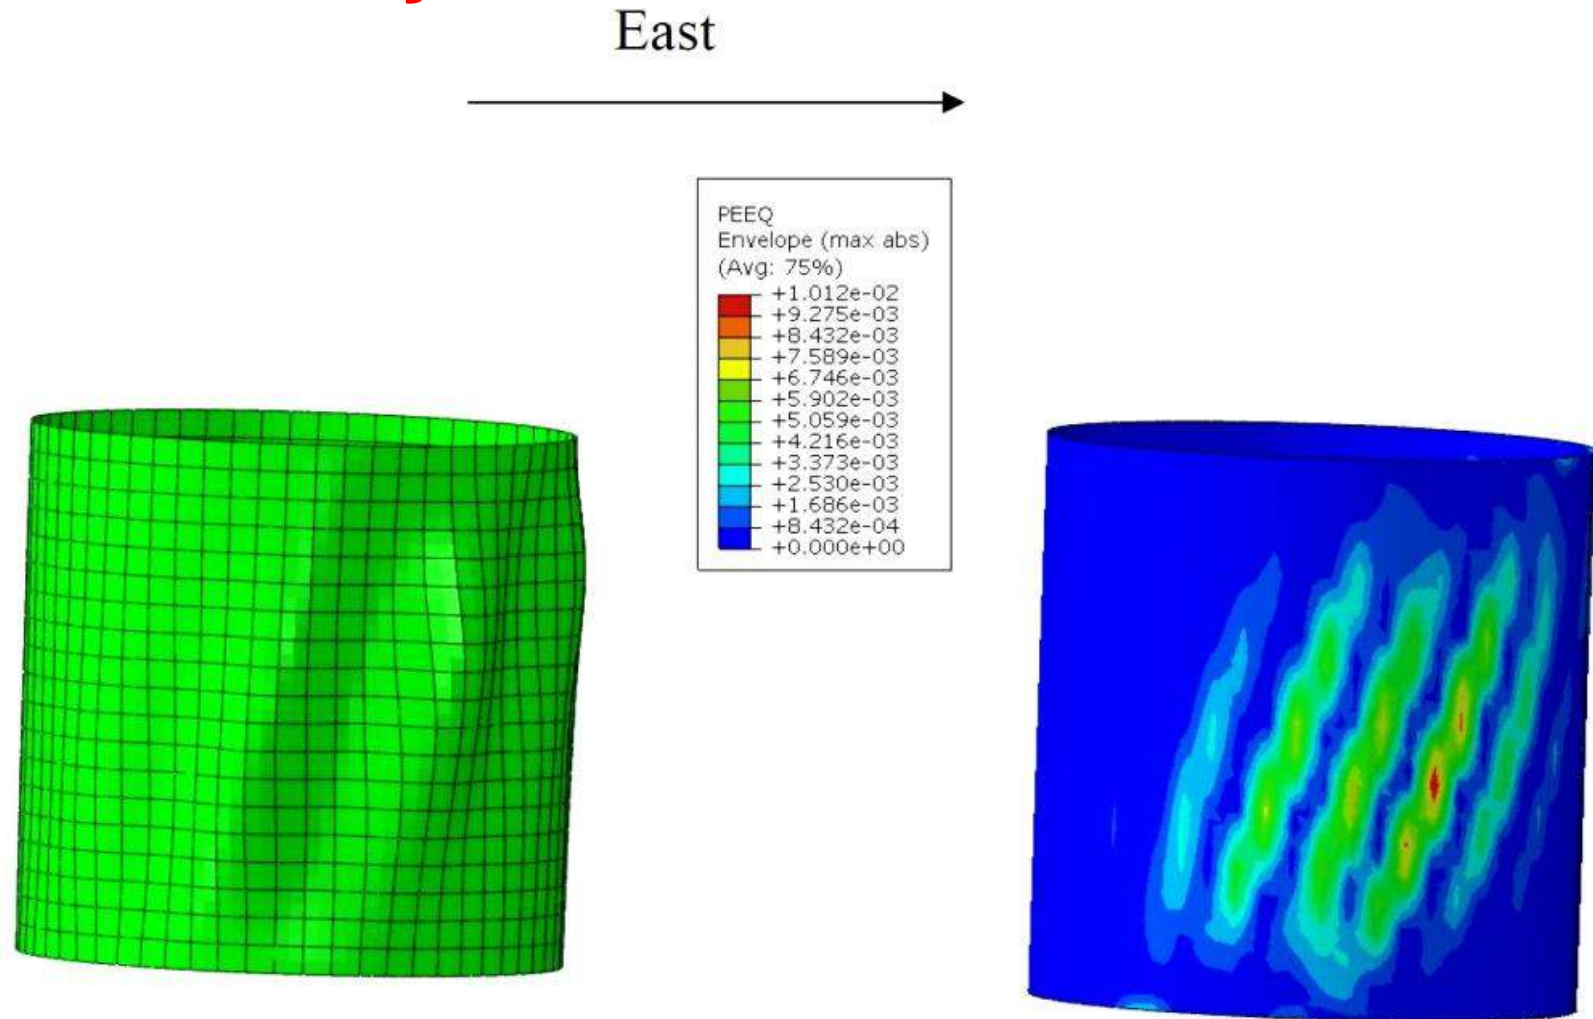 East
PEEQ
Envelope (max abs)
(Avg: 75%)
+1.012e-02
+9.275e-03
+8.432e-03
+7.589e-03
+6.746e-03
+5.902e-03
+5.059e-03
+4.216e-03
+3.373e-03
+2.530e-03
+1.686e-03
+8.432e-04
+0.000e+00